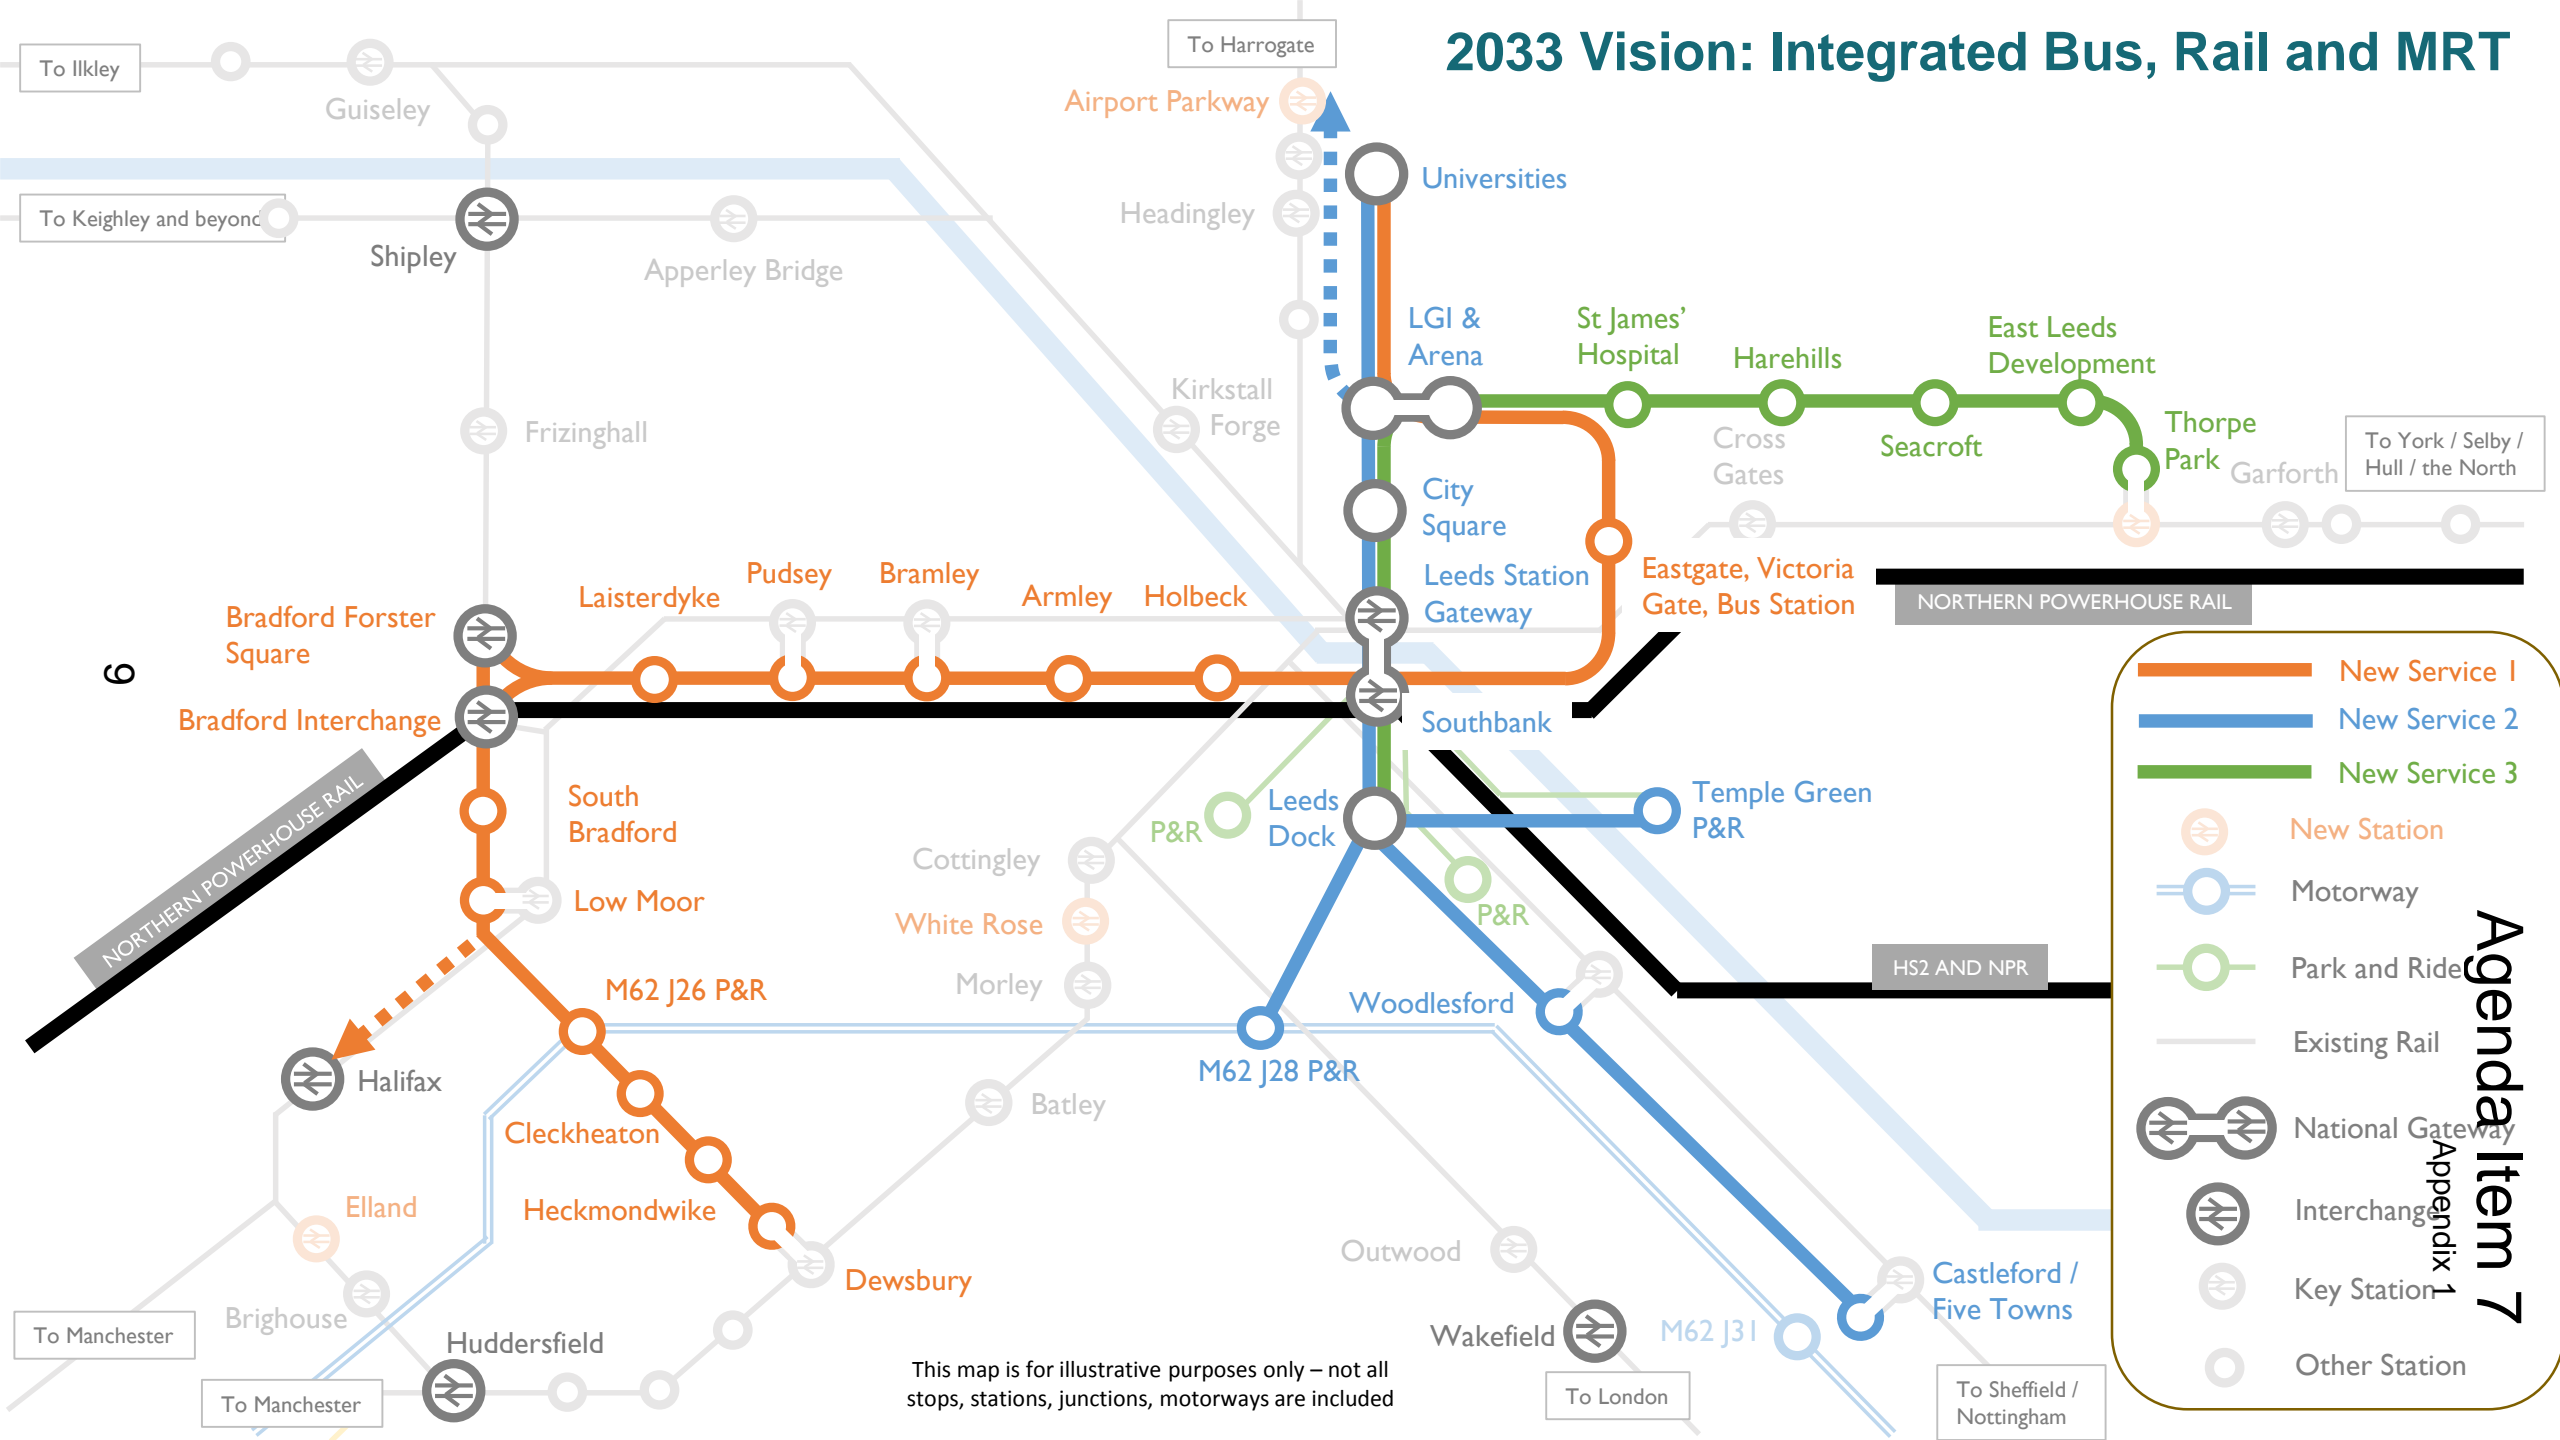 2033 Vision: Integrated Bus, Rail and MRT
To Harrogate
To Ilkley
Guiseley
Airport Parkway
Universities
To Keighley and beyond
Headingley
Shipley
Apperley Bridge
LGI &
Arena
St James’
Hospital
Harehills
East Leeds
Development
Kirkstall
Forge
Frizinghall
Cross
Gates
Seacroft
Thorpe
Park
Garforth
To York / Selby /
Hull / the North
City
Square
Leeds Station
Gateway
Eastgate, Victoria
Gate, Bus Station
NORTHERN POWERHOUSE RAIL
Laisterdyke
Pudsey
Bramley
Armley
Holbeck
Bradford Forster
Square
9
Bradford Interchange
Southbank
NORTHERN POWERHOUSE RAIL
South
Bradford
P&R
Leeds
Dock
Temple Green
P&R
Cottingley
Low Moor
White Rose
P&R
Morley
HS2 AND NPR
M62 J26 P&R
Woodlesford
M62 J28 P&R
Halifax
Batley
Cleckheaton
Elland
Heckmondwike
Outwood
Dewsbury
Castleford /
Five Towns
Brighouse
To Manchester
Huddersfield
Wakefield
M62 J31
To Manchester
To London
To Sheffield /
Nottingham
This map is for illustrative purposes only – not all
stops, stations, junctions, motorways are included
New Service 1
New Service 2
New Service 3
New Station
Motorway
Park and Ride
Existing Rail
National Gateway
Interchange
Key Station
Other Station
Agenda Item 7
Appendix 1